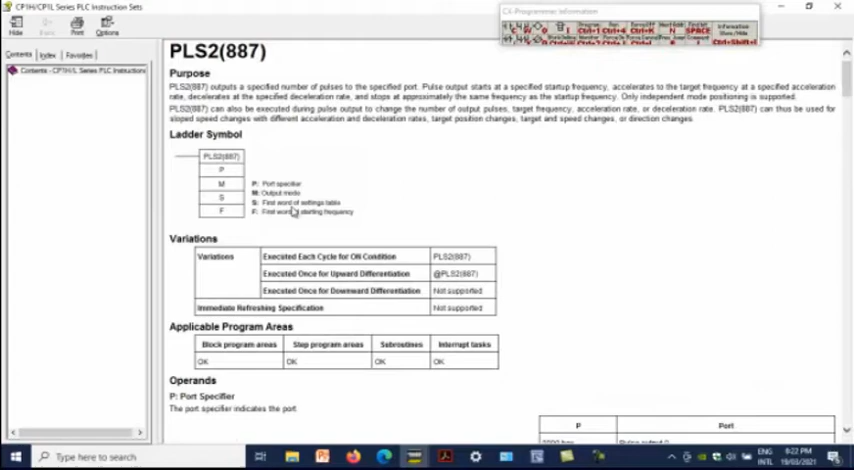 CP1H/CP1L Series PLC Instruction Sets
CX-Programmer Information
Hide
Back
Print
Options
Contents
Index
Favorites
Contents - CP1H/L Series PLC Instructions
PLS2(887)
Purpose
PLS2(887) outputs a specified number of pulses to the specified port. Pulse output starts at a specified startup frequency, accelerates to the target frequency at a specified acceleration
rate, decelerates at the specified deceleration rate, and stops at approximately the same frequency as the startup frequency. Only independent mode positioning is supported.
PLS2(887) can also be executed during pulse output to change the number of output pulses, target frequency, acceleration rate, or deceleration rate. PLS2(887) can thus be used for
sloped speed changes with different acceleration and deceleration rates, target position changes, target and speed changes, or direction changes.
Ladder Symbol
PLS2(887)
P
M
S
F
P: Port specifier
M: Output mode
S: First word of settings table
F: First word of starting frequency
Variations
Variations
Executed Each Cycle for ON Condition
PLS2(887)
Executed Once for Upward Differentiation
@PLS2(887)
Executed Once for Downward Differentiation
Not supported
Immediate Refreshing Specification
Not supported
Applicable Program Areas
Block program areas
Step program areas
Subroutines
Interrupt tasks
OK
OK
OK
OK
Operands
P: Port Specifier
The port specifier indicates the port
P
Port
Type here to search
ENG
INTL
8:22 PM
19/03/2021